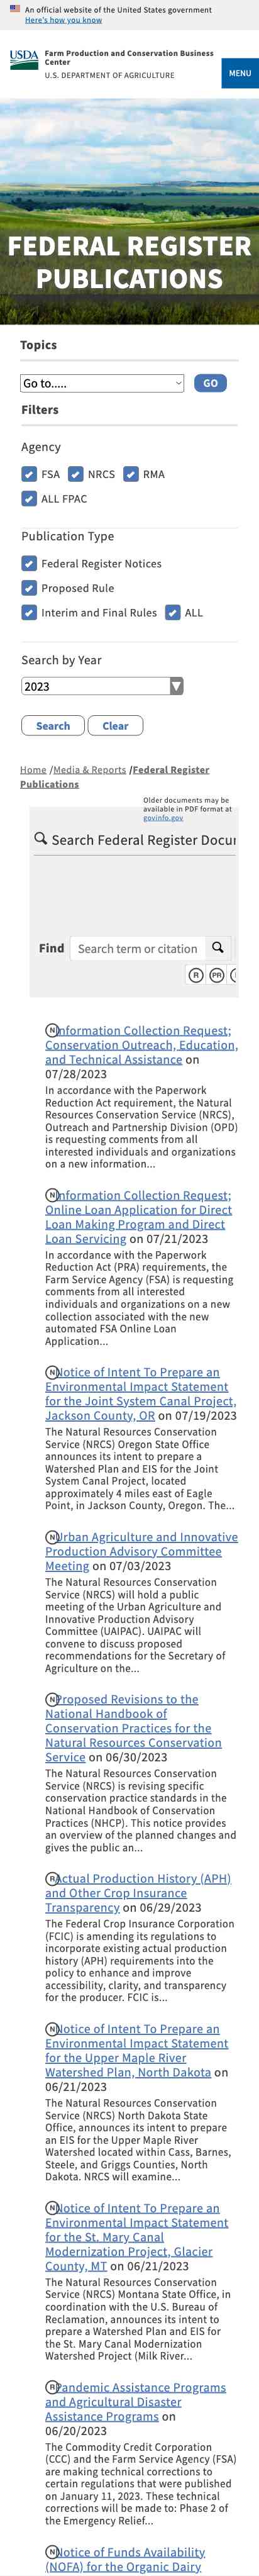 An official website of the United States government
Here's how you know
USDA
Farm Production and Conservation Business
Center
U.S. DEPARTMENT OF AGRICULTURE
MENU
FEDERAL REGISTER
PUBLICATIONS
Topics
Go to.....
GO
Filters
Agency
FSA NRCS RMA
ALL FPAC
Publication Type
Federal Register Notices
Proposed Rule
Interim and Final Rules ALL
Search by Year
2023
Search Clear
Home /Media & Reports /Federal Register
Publications
Older documents may be
available in PDF format at
govinfo.gov
Search Federal Register Docu
Find Search term or citation
R PR
N Information Collection Request;
Conservation Outreach, Education,
and Technical Assistance on
07/28/2023
In accordance with the Paperwork
Reduction Act requirement, the Natural
Resources Conservation Service (NRCS),
Outreach and Partnership Division (OPD)
is requesting comments from all
interested individuals and organizations
on a new information...
N Information Collection Request;
Online Loan Application for Direct
Loan Making Program and Direct
Loan Servicing on 07/21/2023
In accordance with the Paperwork
Reduction Act (PRA) requirements, the
Farm Service Agency (FSA) is requesting
comments from all interested
individuals and organizations on a new
collection associated with the new
automated FSA Online Loan
Application...
N Notice of Intent To Prepare an
Environmental Impact Statement
for the Joint System Canal Project,
Jackson County, OR on 07/19/2023
The Natural Resources Conservation
Service (NRCS) Oregon State Office
announces its intent to prepare a
Watershed Plan and EIS for the Joint
System Canal Project, located
approximately 4 miles east of Eagle
Point, in Jackson County, Oregon. The...
N Urban Agriculture and Innovative
Production Advisory Committee
Meeting on 07/03/2023
The Natural Resources Conservation
Service (NRCS) will hold a public
meeting of the Urban Agriculture and
Innovative Production Advisory
Committee (UAIPAC). UAIPAC will
convene to discuss proposed
recommendations for the Secretary of
Agriculture on the...
N Proposed Revisions to the
National Handbook of
Conservation Practices for the
Natural Resources Conservation
Service on 06/30/2023
The Natural Resources Conservation
Service (NRCS) is revising specific
conservation practice standards in the
National Handbook of Conservation
Practices (NHCP). This notice provides
an overview of the planned changes and
gives the public an...
R Actual Production History (APH)
and Other Crop Insurance
Transparency on 06/29/2023
The Federal Crop Insurance Corporation
(FCIC) is amending its regulations to
incorporate existing actual production
history (APH) requirements into the
policy to enhance and improve
accessibility, clarity, and transparency
for the producer. FCIC is...
N Notice of Intent To Prepare an
Environmental Impact Statement
for the Upper Maple River
Watershed Plan, North Dakota on
06/21/2023
The Natural Resources Conservation
Service (NRCS) North Dakota State
Office, announces its intent to prepare
an EIS for the Upper Maple River
Watershed located within Cass, Barnes,
Steele, and Griggs Counties, North
Dakota. NRCS will examine...
N Notice of Intent To Prepare an
Environmental Impact Statement
for the St. Mary Canal
Modernization Project, Glacier
County, MT on 06/21/2023
The Natural Resources Conservation
Service (NRCS) Montana State Office, in
coordination with the U.S. Bureau of
Reclamation, announces its intent to
prepare a Watershed Plan and EIS for
the St. Mary Canal Modernization
Watershed Project (Milk River...
R Pandemic Assistance Programs
and Agricultural Disaster
Assistance Programs on
06/20/2023
The Commodity Credit Corporation
(CCC) and the Farm Service Agency (FSA)
are making technical corrections to
certain regulations that were published
on January 11, 2023. These technical
corrections will be made to: Phase 2 of
the Emergency Relief...
N Notice of Funds Availability
(NOFA) for the Organic Dairy